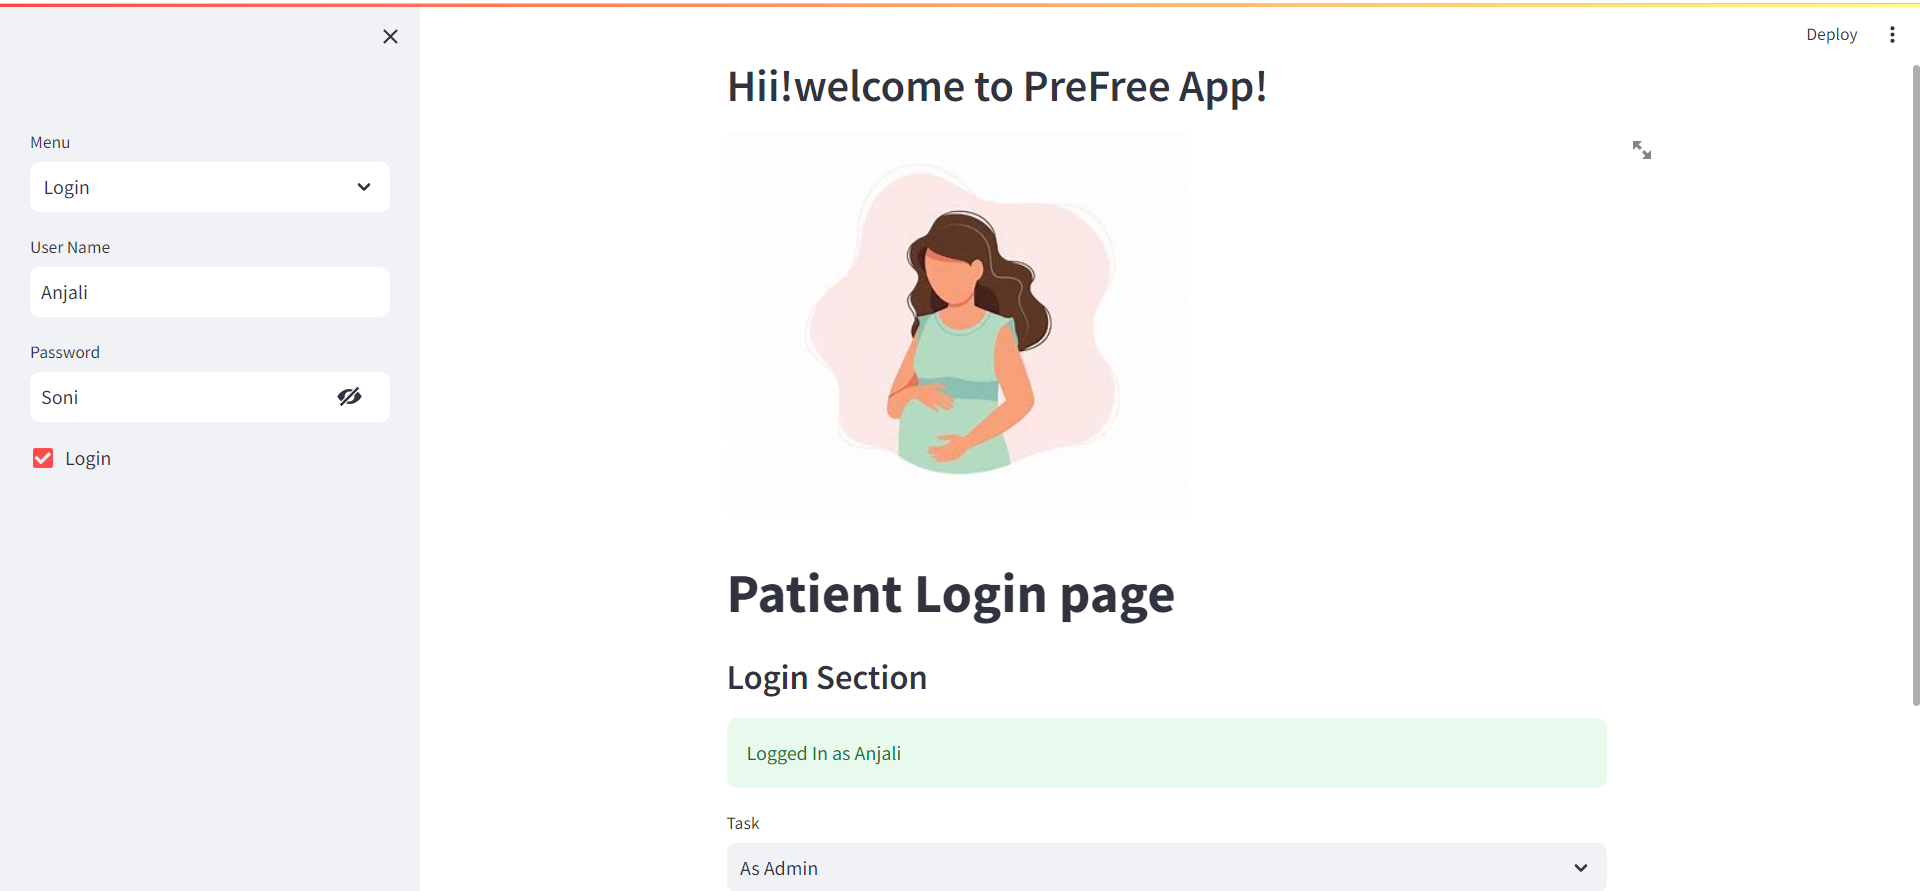 Deploy
Menu
Login
User Name
Anjali
Password
Soni
Login
Hii!welcome to PreFree App!
Patient Login page
Login Section
Logged In as Anjali
Task
As Admin